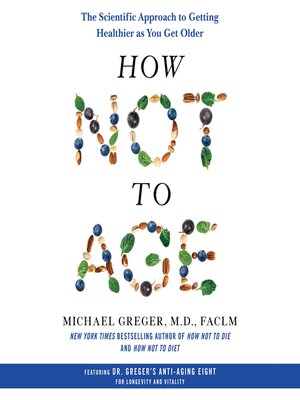 The Scientific Approach to Getting
Healthier as You Get Older
HOW
NOT
TO
AGE
MICHAEL GREGER, M.D., FACLM
NEW YORK TIMES BESTSELLING AUTHOR OF HOW NOT TO DIE
AND HOW NOT TO DIET
FEATURING DR. GREGER'S ANTI-AGING EIGHT
FOR LONGEVITY AND VITALITY